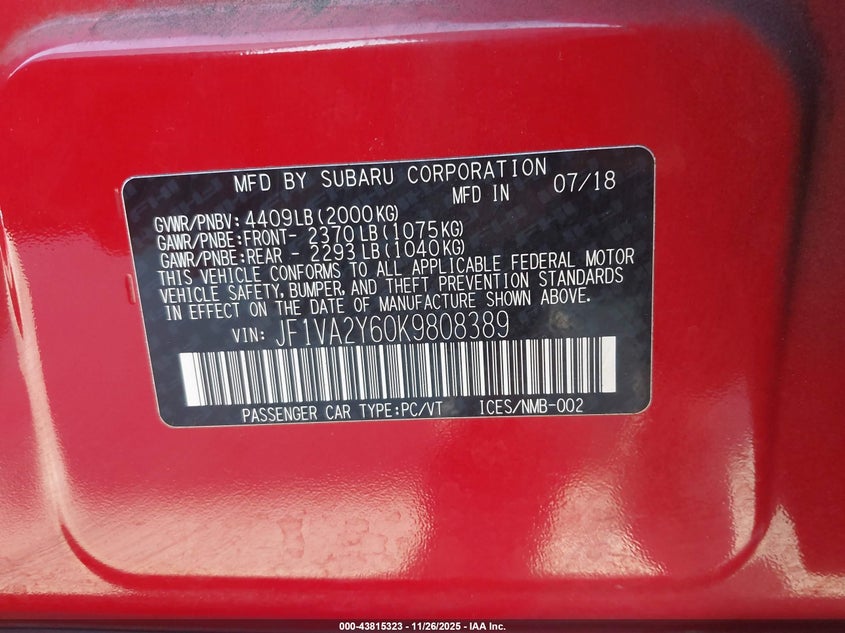 MFD BY SUBARU CORPORATION
MFD IN 07/18
GVWR/PNBV:4409LB(2000KG)
GAWR/PNBE:FRONT- 2370LB(1075KG)
GAWR/PNBE:REAR - 2293LB(1040KG)
THIS VEHICLE CONFORMS TO ALL APPLICABLE FEDERAL MOTOR
VEHICLE SAFETY, BUMPER, AND THEFT PREVENTION STANDARDS
IN EFFECT ON THE DATE OF MANUFACTURE SHOWN ABOVE.
VIN: JF1VA2Y60K9808389
PASSENGER CAR TYPE:PC/VT ICES/NMB-002
000-43815323 - 11/26/2025 - IAA Inc.